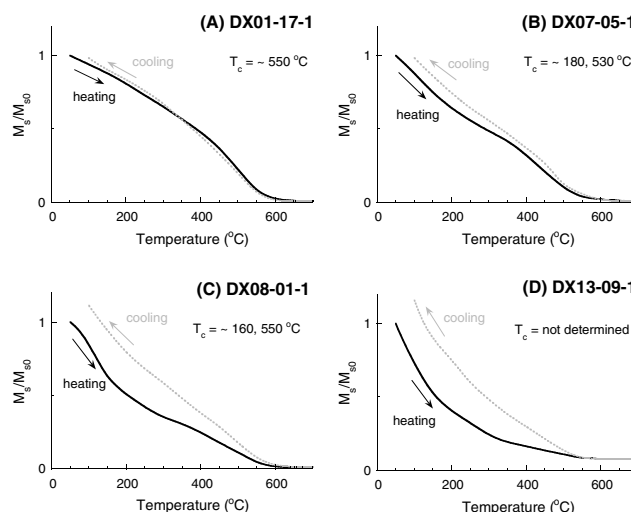 (A) DX01-17-1
1
cooling
T_c = ~ 550 °C
heating
M_s/M_s0
0
0 200 400 600
Temperature (°C)
(B) DX07-05-1
1
cooling
T_c = ~ 180, 530 °C
heating
M_s/M_s0
0
0 200 400 600
Temperature (°C)
(C) DX08-01-1
1
cooling
T_c = ~ 160, 550 °C
heating
M_s/M_s0
0
0 200 400 600
Temperature (°C)
(D) DX13-09-1
1
cooling
T_c = not determined
heating
M_s/M_s0
0
0 200 400 600
Temperature (°C)